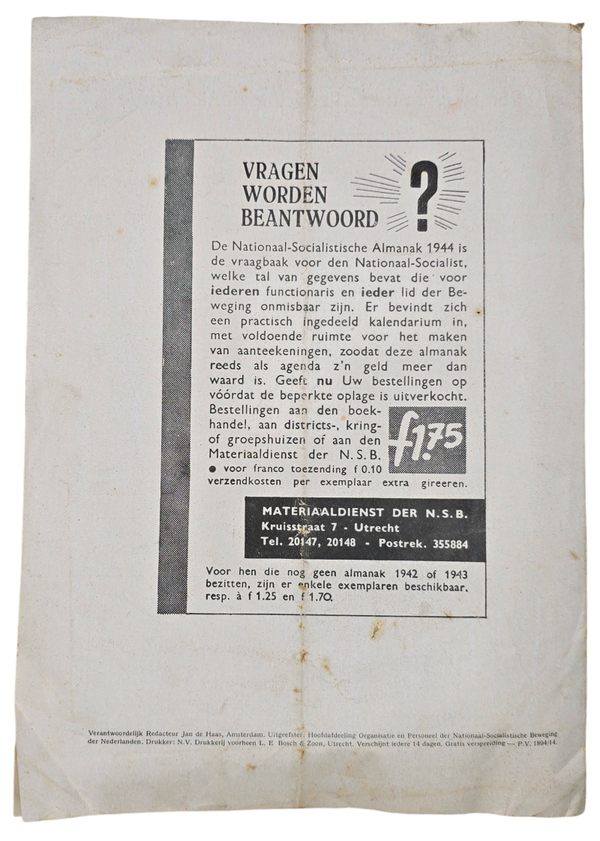 VRAGEN
WORDEN
BEANTWOORD ?
De Nationaal-Socialistische Almanak 1944 is
de vraagbaak voor den Nationaal-Socialist,
welke tal van gegevens bevat die voor
iederen functionaris en ieder lid der Be-
weging onmisbaar zijn. Er bevindt zich
een practisch ingedeeld kalendarium in,
met voldoende ruimte voor het maken
van aanteekeningen, zoodat deze almanak
reeds als agenda z'n geld meer dan
waard is. Geeft nu Uw bestellingen op
vóórdat de beperkte oplage is uitverkocht.
Bestellingen aan den boek-
handel, aan districts-, kring-
of groepshuizen of aan den
Materiaaldienst der N.S.B.
f1.75
● voor franco toezending f 0.10
verzendkosten per exemplaar extra gireeren.
MATERIAALDIENST DER N.S.B.
Kruisstraat 7 - Utrecht
Tel. 20147, 20148 - Postrek. 355884
Voor hen die nog geen almanak 1942 of 1943
bezitten, zijn er enkele exemplaren beschikbaar,
resp. à f 1.25 en f 1.70.
Verantwoordelijk Redacteur Jan de Haas, Amsterdam. Uitgeefster: Hoofdafdeeling Organisatie en Personeel der Nationaal-Socialistische Beweging
der Nederlanden. Drukker: N.V. Drukkerij voorheen L. E. Bosch & Zoon, Utrecht. Verschijnt iedere 14 dagen. Gratis verspreiding — P.V. 1804/14.